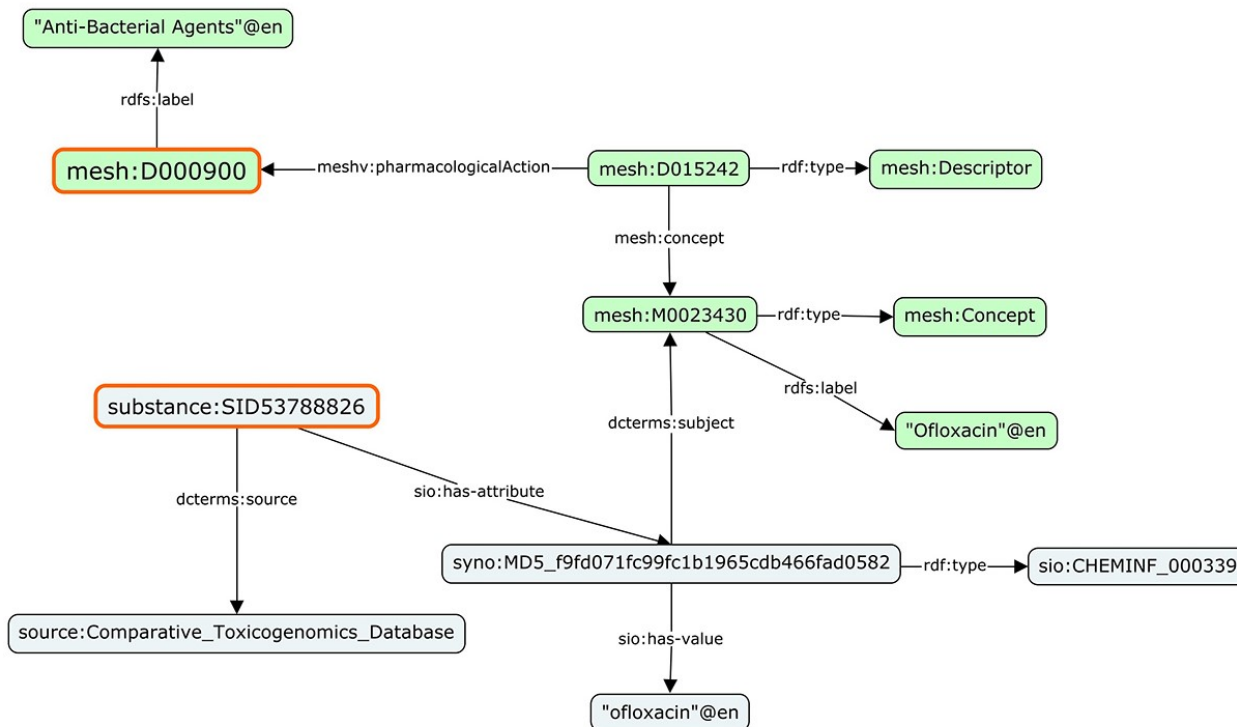 "Anti-Bacterial Agents"@en
rdfs:label
mesh:D000900
meshv:pharmacologicalAction
mesh:D015242
rdf:type
mesh:Descriptor
mesh:concept
mesh:M0023430
rdf:type
mesh:Concept
rdfs:label
substance:SID53788826
dcterms:subject
"Ofloxacin"@en
dcterms:source
sio:has-attribute
syno:MD5_f9fd071fc99fc1b1965cdb466fad0582
rdf:type
sio:CHEMINF_000339
source:Comparative_Toxicogenomics_Database
sio:has-value
"ofloxacin"@en